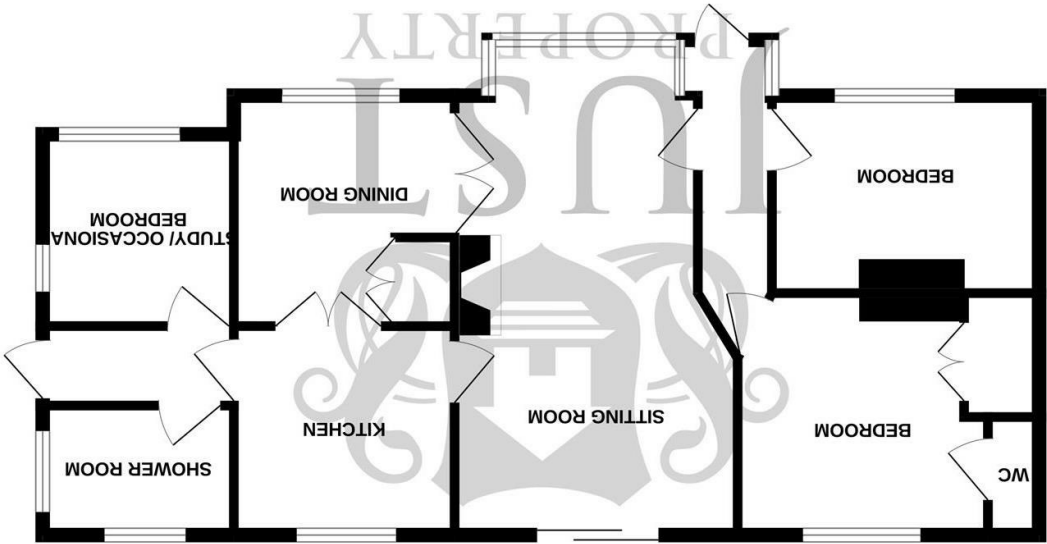 WC
SHOWER ROOM
BEDROOM
KITCHEN
SITTING ROOM
STUDY/ OCCASIONA
BEDROOM
DINING ROOM
BEDROOM
JUST
PROPERTY